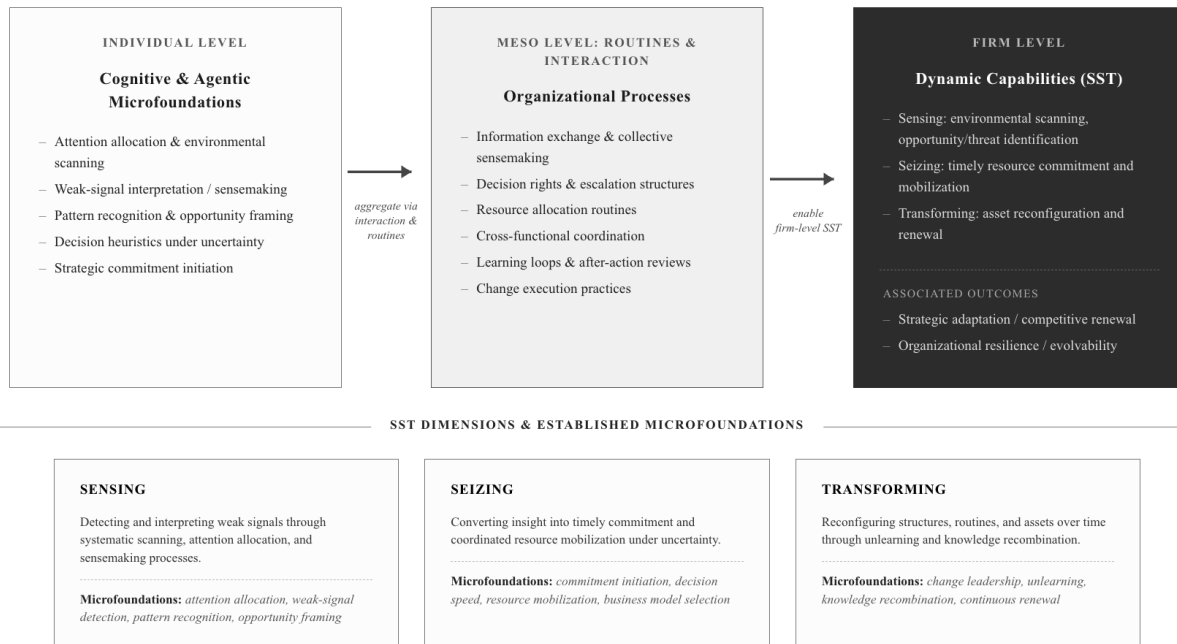 INDIVIDUAL LEVEL
Cognitive & Agentic
Microfoundations
– Attention allocation & environmental
scanning
– Weak-signal interpretation / sensemaking
– Pattern recognition & opportunity framing
– Decision heuristics under uncertainty
– Strategic commitment initiation
aggregate via
interaction &
routines
MESO LEVEL: ROUTINES &
INTERACTION
Organizational Processes
– Information exchange & collective
sensemaking
– Decision rights & escalation structures
– Resource allocation routines
– Cross-functional coordination
– Learning loops & after-action reviews
– Change execution practices
enable
firm-level SST
FIRM LEVEL
Dynamic Capabilities (SST)
– Sensing: environmental scanning,
opportunity/threat identification
– Seizing: timely resource commitment and
mobilization
– Transforming: asset reconfiguration and
renewal
ASSOCIATED OUTCOMES
– Strategic adaptation / competitive renewal
– Organizational resilience / evolvability
SST DIMENSIONS & ESTABLISHED MICROFOUNDATIONS
SENSING
Detecting and interpreting weak signals through
systematic scanning, attention allocation, and
sensemaking processes.
Microfoundations: attention allocation, weak-signal
detection, pattern recognition, opportunity framing
SEIZING
Converting insight into timely commitment and
coordinated resource mobilization under uncertainty.
Microfoundations: commitment initiation, decision
speed, resource mobilization, business model selection
TRANSFORMING
Reconfiguring structures, routines, and assets over time
through unlearning and knowledge recombination.
Microfoundations: change leadership, unlearning,
knowledge recombination, continuous renewal